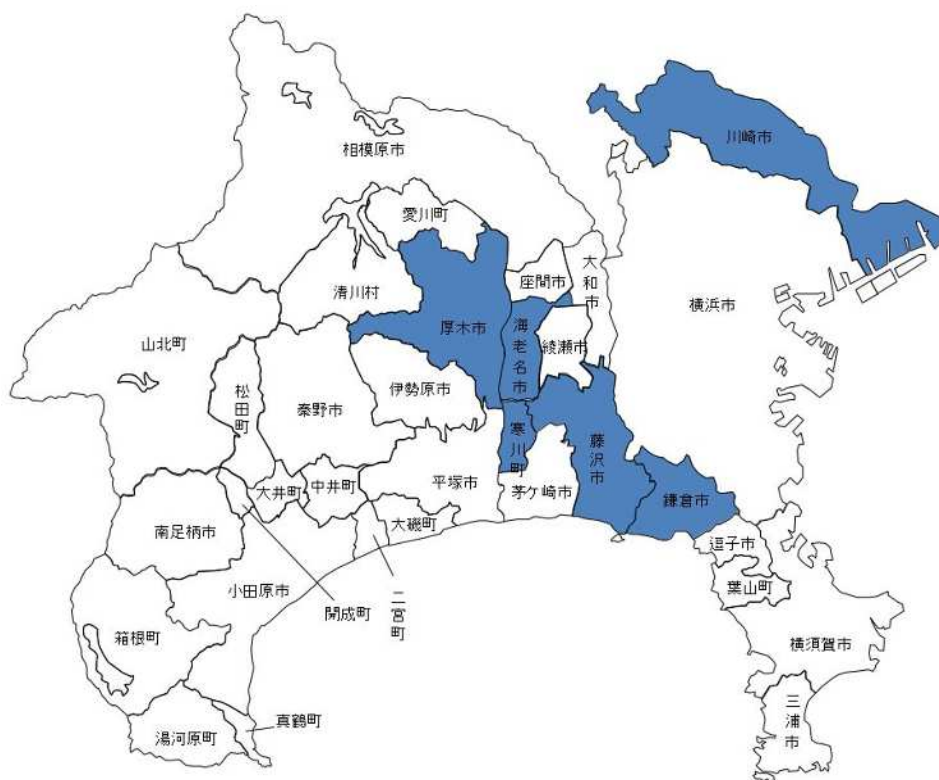 川崎市
相模原市
愛川町
大和市
座間市
清川村
横浜市
厚木市
海老名市
綾瀬市
山北町
松田町
伊勢原市
秦野市
寒川町
藤沢市
大井町
中井町
平塚市
茅ケ崎市
鎌倉市
大磯町
南足柄市
逗子市
小田原市
葉山町
開成町
二宮町
箱根町
横須賀市
三浦市
真鶴町
湯河原町